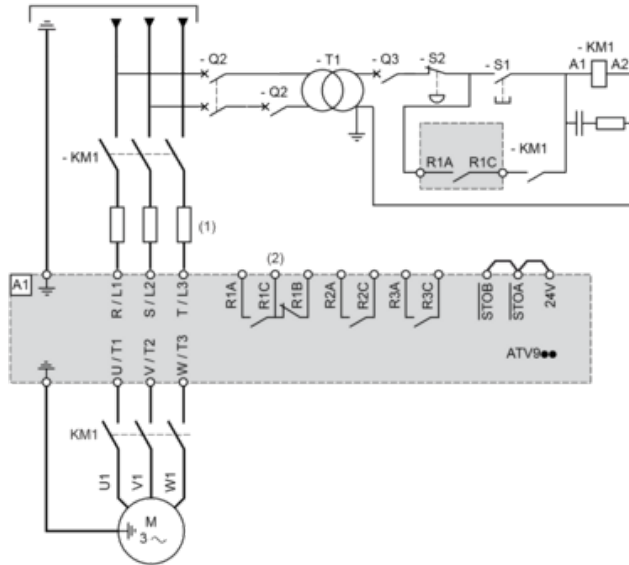 - Q2
- T1
- Q3
- S2
- S1
- KM1
A1
A2
- Q2
- KM1
R1A
R1C
- KM1
(1)
(2)
A1
R / L1
S / L2
T / L3
R1A
R1C
R1B
R2A
R2C
R3A
R3C
STOB
STOA
24V
U / T1
V / T2
W / T3
ATV9●●
KM1
U1
V1
W1
M
3 ~